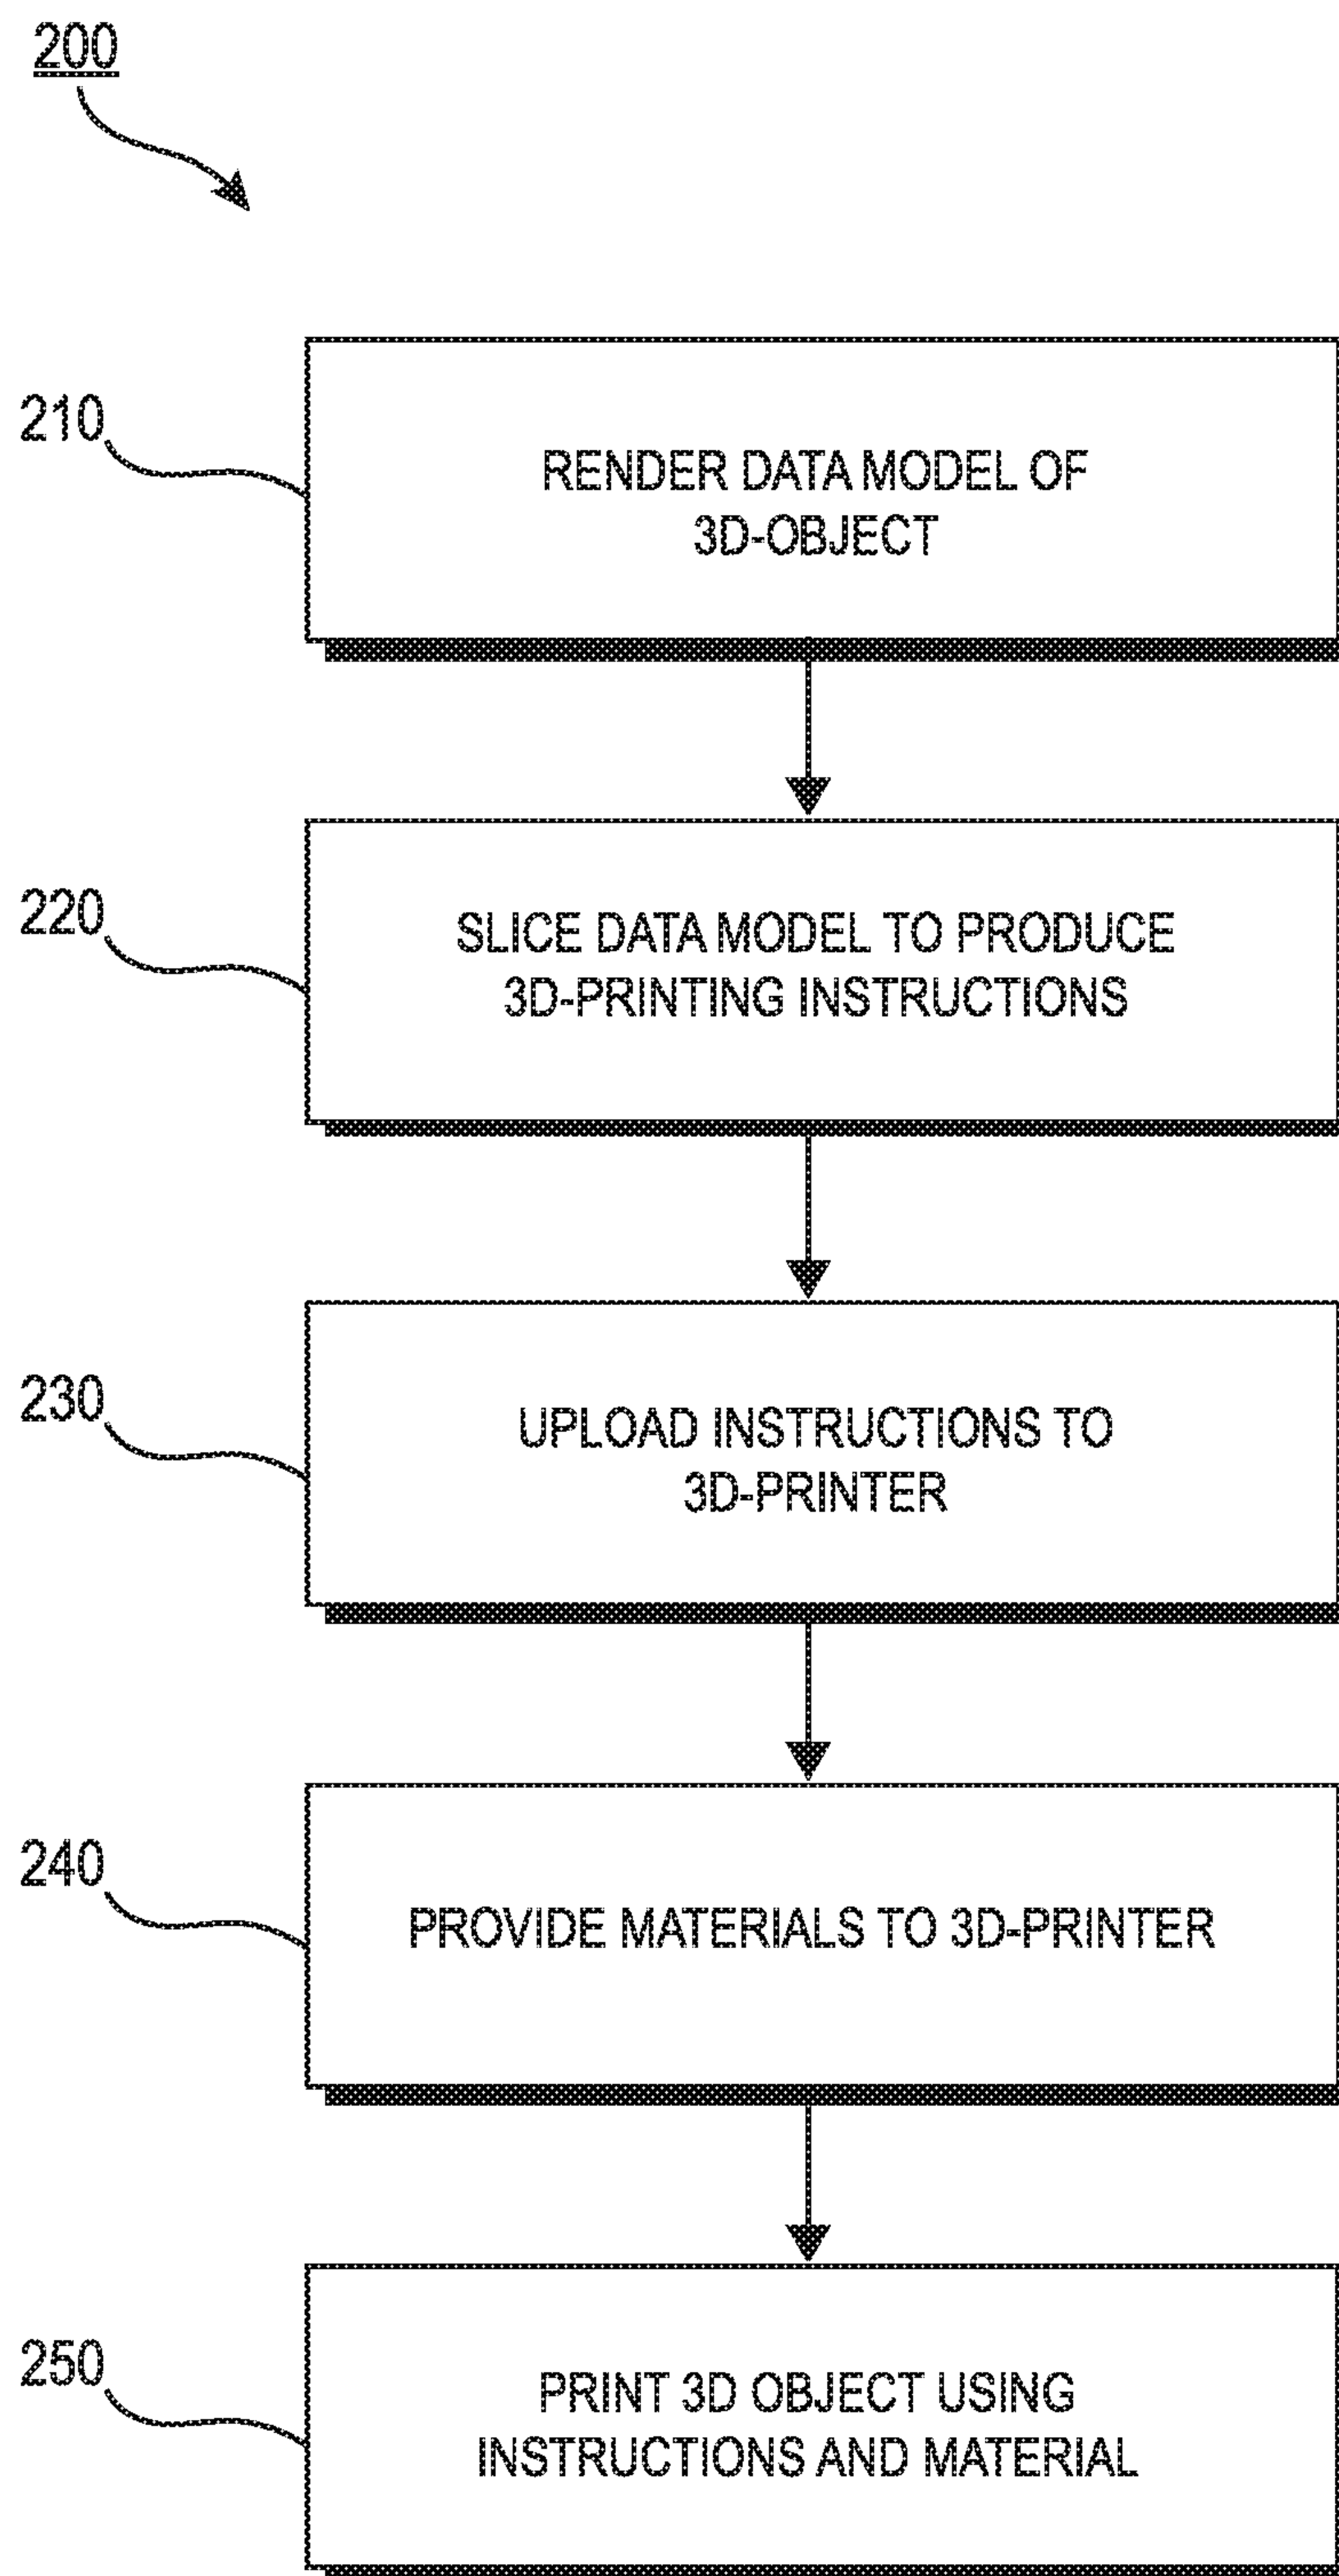 200
210
RENDER DATA MODEL OF
3D-OBJECT
220
SLICE DATA MODEL TO PRODUCE
3D-PRINTING INSTRUCTIONS
230
UPLOAD INSTRUCTIONS TO
3D-PRINTER
240
PROVIDE MATERIALS TO 3D-PRINTER
250
PRINT 3D OBJECT USING
INSTRUCTIONS AND MATERIAL